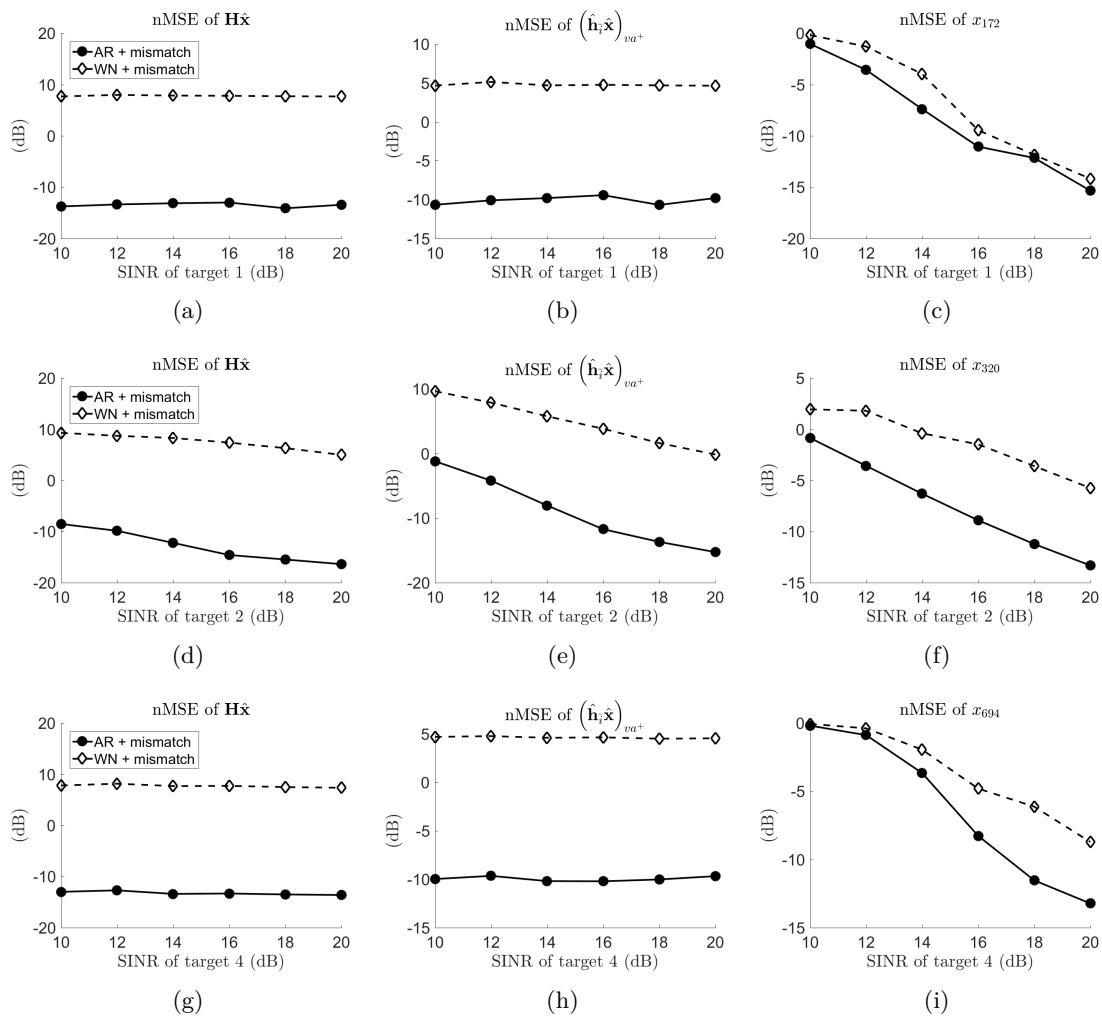 nMSE of Hx̂
20
10
0
-10
-20
(dB)
AR + mismatch
WN + mismatch
10 12 14 16 18 20
SINR of target 1 (dB)
(a)
nMSE of (ĥ_ī x̂)_{va⁺}
10
5
0
-5
-10
-15
(dB)
10 12 14 16 18 20
SINR of target 1 (dB)
(b)
nMSE of x₁₇₂
0
-5
-10
-15
-20
(dB)
10 12 14 16 18 20
SINR of target 1 (dB)
(c)
nMSE of Hx̂
20
10
0
-10
-20
(dB)
AR + mismatch
WN + mismatch
10 12 14 16 18 20
SINR of target 2 (dB)
(d)
nMSE of (ĥ_ī x̂)_{va⁺}
10
0
-10
-20
(dB)
10 12 14 16 18 20
SINR of target 2 (dB)
(e)
nMSE of x₃₂₀
5
0
-5
-10
-15
(dB)
10 12 14 16 18 20
SINR of target 2 (dB)
(f)
nMSE of Hx̂
20
10
0
-10
-20
(dB)
AR + mismatch
WN + mismatch
10 12 14 16 18 20
SINR of target 4 (dB)
(g)
nMSE of (ĥ_ī x̂)_{va⁺}
5
0
-5
-10
-15
(dB)
10 12 14 16 18 20
SINR of target 4 (dB)
(h)
nMSE of x₆₉₄
0
-5
-10
-15
(dB)
10 12 14 16 18 20
SINR of target 4 (dB)
(i)